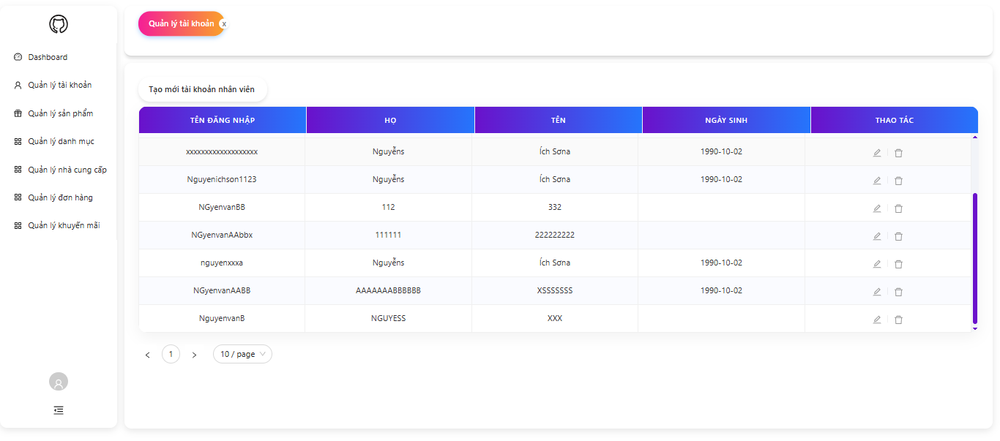 Quản lý tài khoản x
Dashboard
Quản lý tài khoản
Quản lý sản phẩm
Quản lý danh mục
Quản lý nhà cung cấp
Quản lý đơn hàng
Quản lý khuyến mãi
Tạo mới tài khoản nhân viên
TÊN ĐĂNG NHẬP HỌ TÊN NGÀY SINH THAO TÁC
xxxxxxxxxxxxxxxxxxx Nguyễns Ích Sơna 1990-10-02
Nguyenichson1123 Nguyễns Ích Sơna 1990-10-02
NGyenvanBB 112 332
NGyenvanAAbbx 111111 222222222
nguyenxxxa Nguyễns Ích Sơna 1990-10-02
NGyenvanAABB AAAAAAABBBBBB XSSSSSSS 1990-10-02
NguyenvanB NGUYESS XXX
< 1 > 10 / page